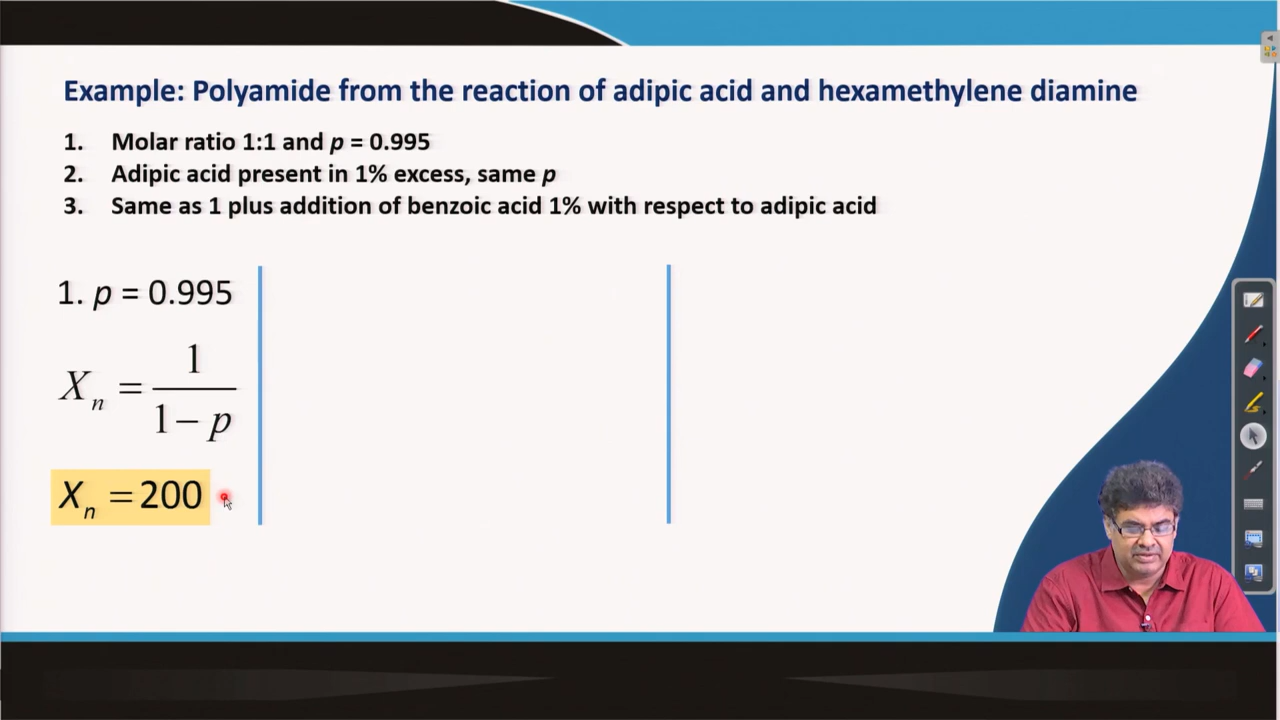 Example: Polyamide from the reaction of adipic acid and hexamethylene diamine
1. Molar ratio 1:1 and p = 0.995
2. Adipic acid present in 1% excess, same p
3. Same as 1 plus addition of benzoic acid 1% with respect to adipic acid
1. p = 0.995
Xn = 1 / (1 − p)
Xn = 200